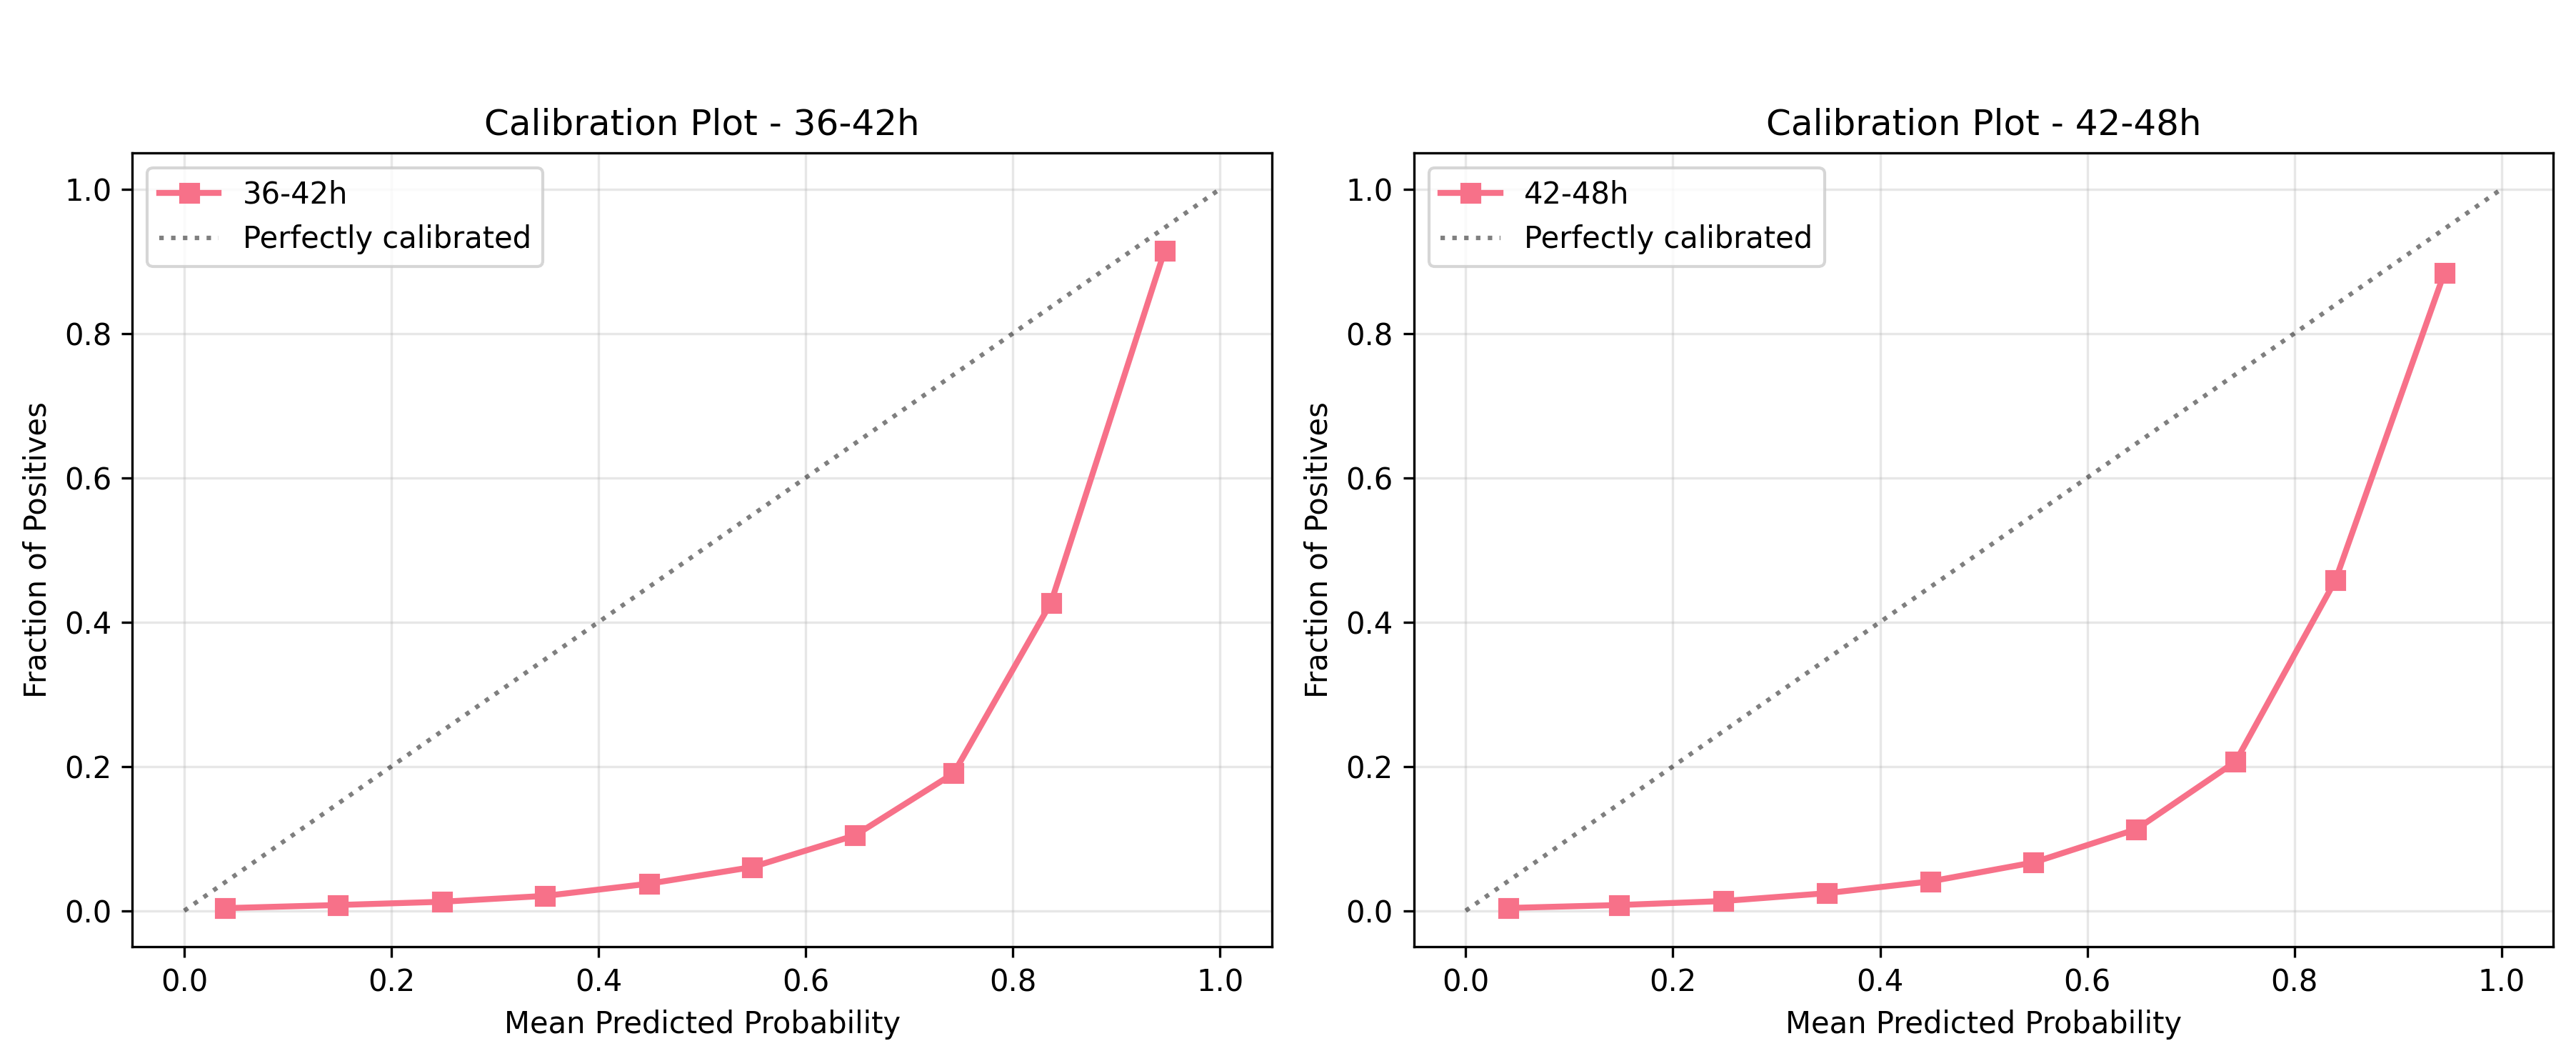 Calibration Plot - 36-42h
36-42h
Perfectly calibrated
1.0
0.8
0.6
0.4
0.2
0.0
Fraction of Positives
0.0 0.2 0.4 0.6 0.8 1.0
Mean Predicted Probability
Calibration Plot - 42-48h
42-48h
Perfectly calibrated
1.0
0.8
0.6
0.4
0.2
0.0
Fraction of Positives
0.0 0.2 0.4 0.6 0.8 1.0
Mean Predicted Probability